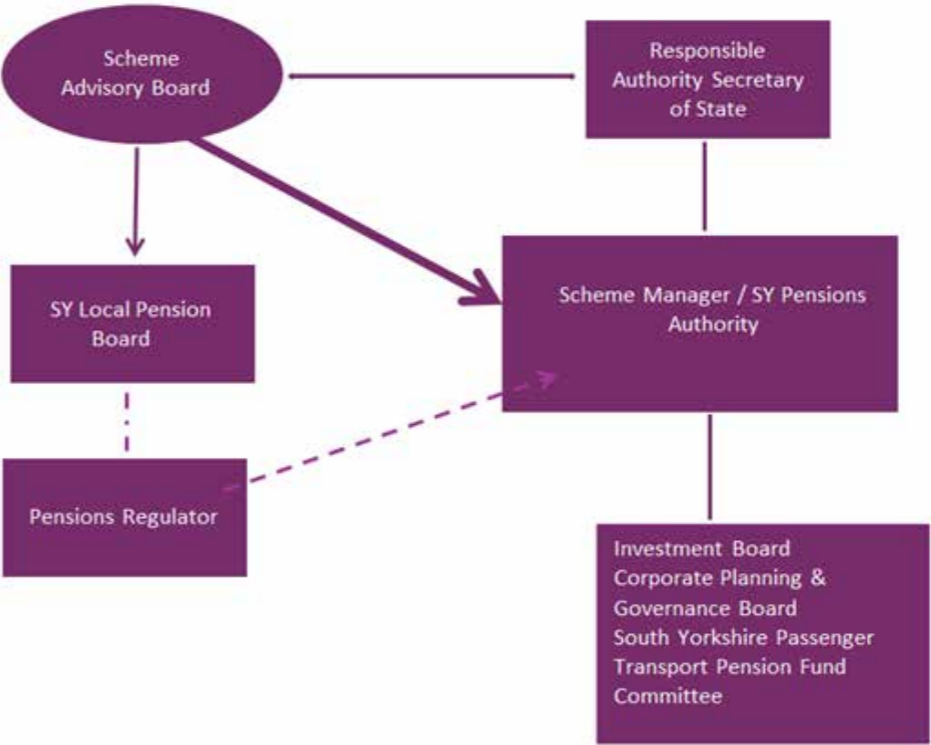 Scheme
Advisory Board
Responsible
Authority Secretary
of State
SY Local Pension
Board
Scheme Manager / SY Pensions
Authority
Pensions Regulator
Investment Board
Corporate Planning &
Governance Board
South Yorkshire Passenger
Transport Pension Fund
Committee